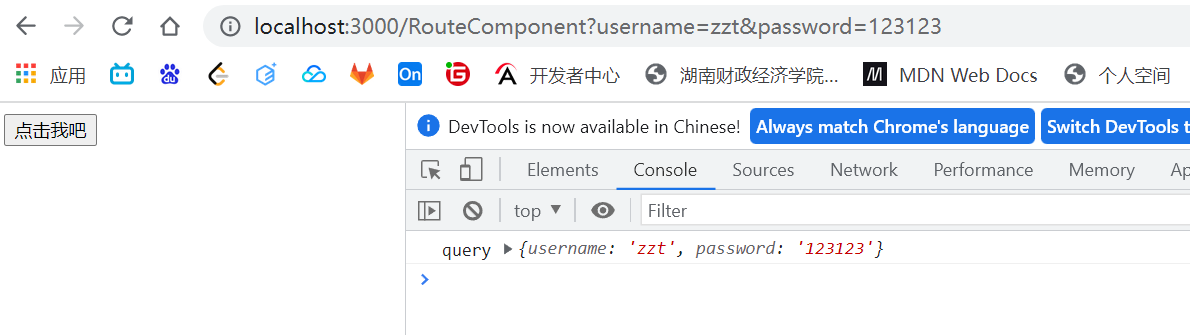 localhost:3000/RouteComponent?username=zzt&password=123123
应用 On G 开发者中心 湖南财政经济学院... M MDN Web Docs 个人空间
点击我吧
DevTools is now available in Chinese! Always match Chrome's language Switch DevTools t
Elements Console Sources Network Performance Memory Ap
top Filter
query {username: 'zzt', password: '123123'}